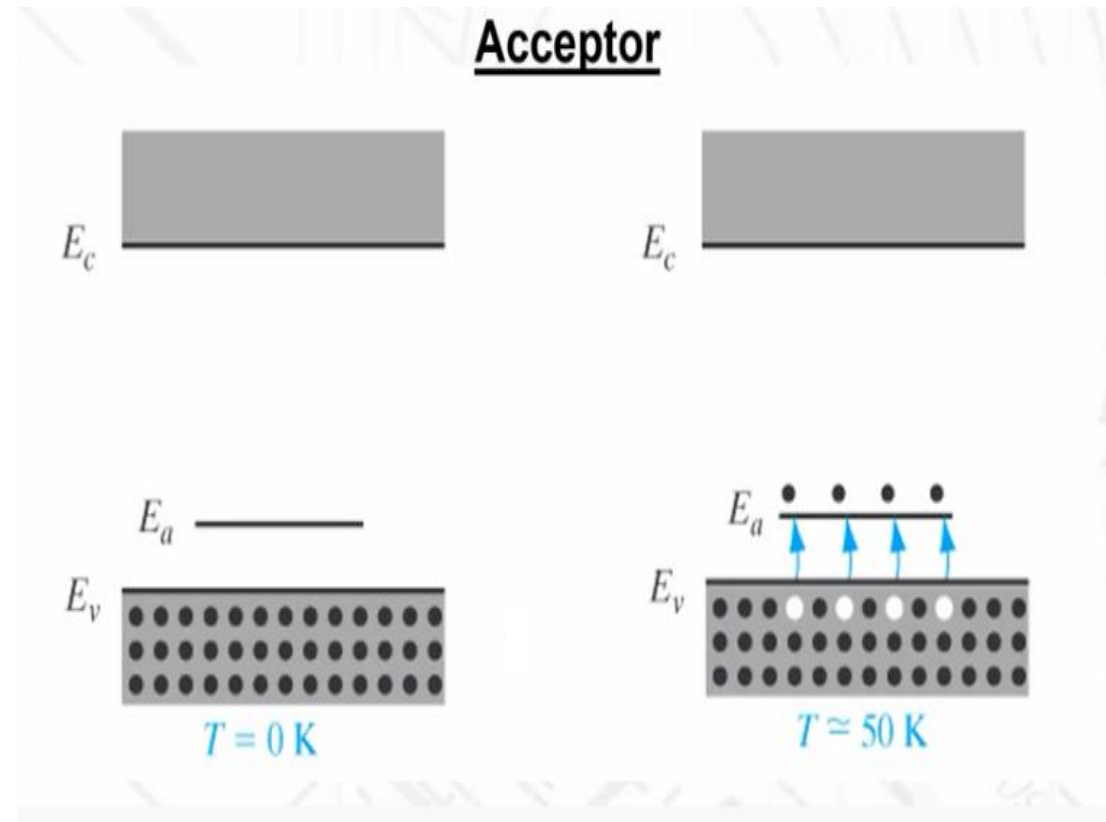 Acceptor
E_c
E_c
E_a
E_a
E_v
E_v
T = 0 K
T ≃ 50 K